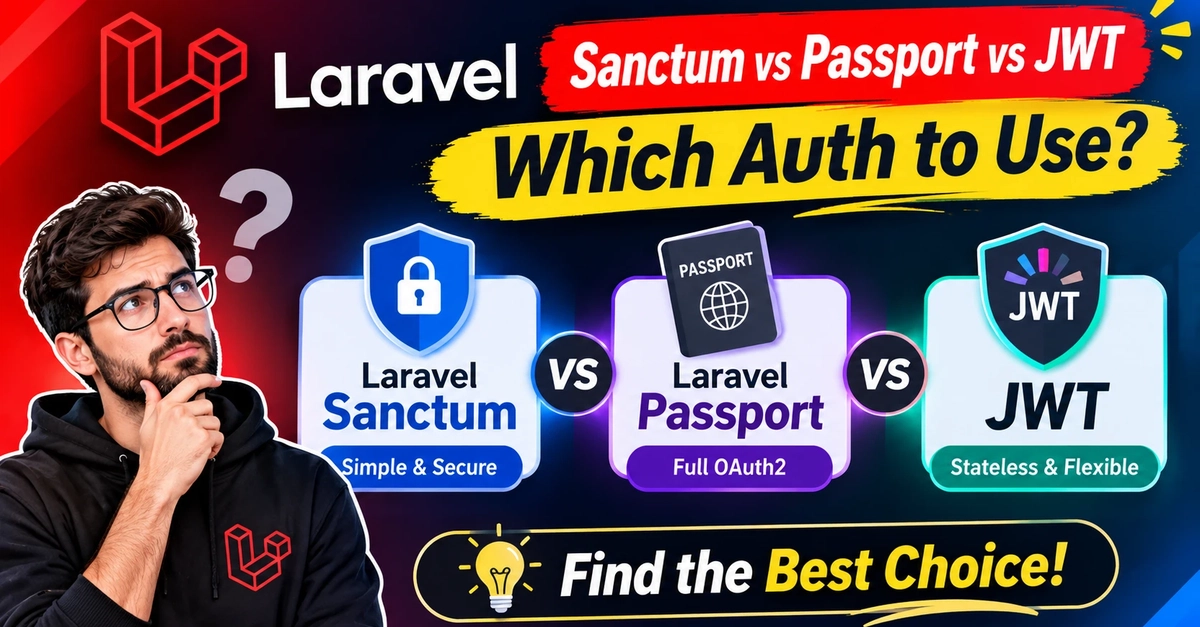 Laravel
Sanctum vs Passport vs JWT
Which Auth to Use?
?
PASSPORT
JWT
Laravel
Sanctum
Simple & Secure
VS
Laravel
Passport
Full OAuth2
VS
JWT
Stateless & Flexible
Find the Best Choice!